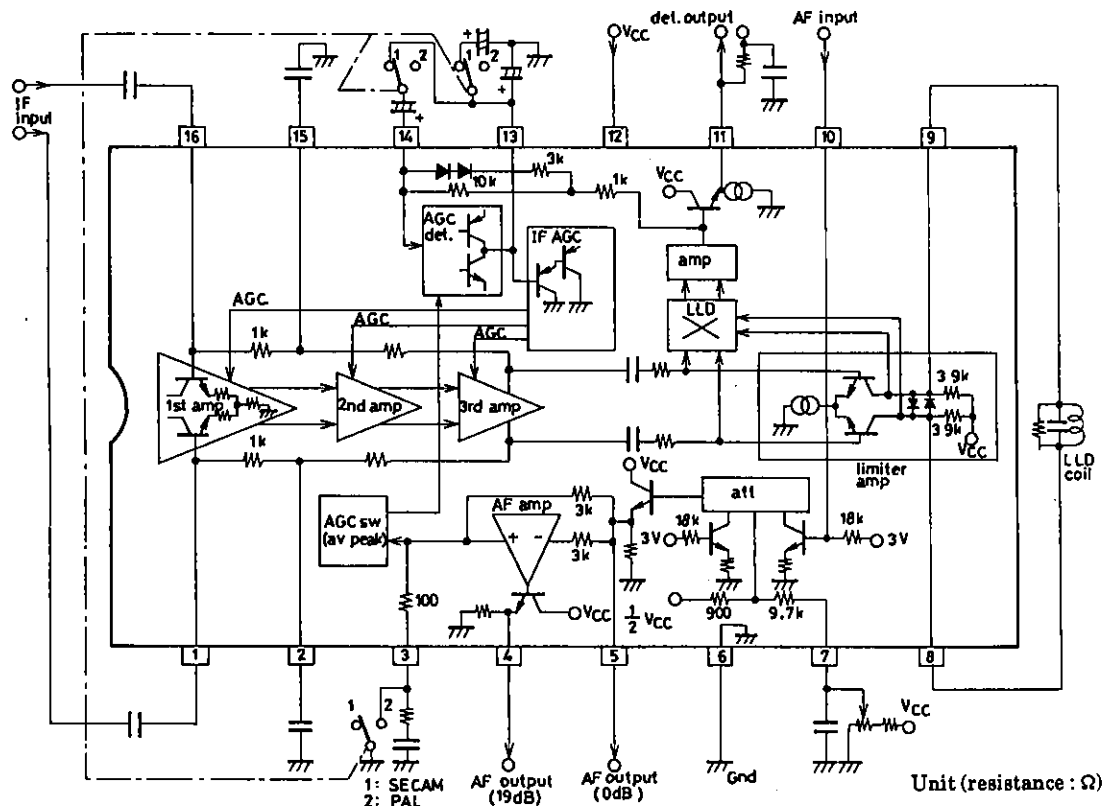 det. output
AF input
VCC
1 2
+
1 2
+
+
IF
input
16
15
14
13
12
11
10
9
3k
10k
1k
VCC
AGC
det.
IF AGC
amp
LLD
AGC
AGC
AGC
1k
1st amp
2nd amp
3rd amp
1k
3.9k
3.9k
VCC
limiter
amp
LLD
coil
VCC
AF amp
3k
att
AGC sw
(av peak)
+ -
3k
18k
3V
18k
3V
100
VCC
1/2 VCC
900
9.7k
1
2
3
4
5
6
7
8
1
2
VCC
1: SECAM
2: PAL
AF output
(19dB)
AF output
(0dB)
Gnd
Unit (resistance : Ω)